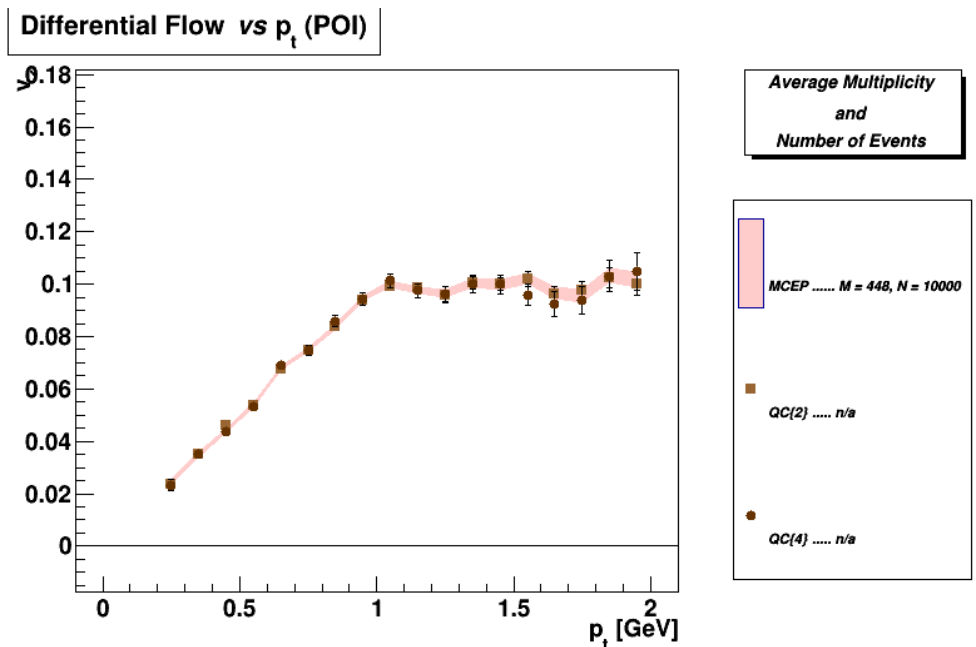 Differential Flow vs pt (POI)
v
0.18
0.16
0.14
0.12
0.1
0.08
0.06
0.04
0.02
0
0
0.5
1
1.5
2
pt [GeV]
Average Multiplicity
and
Number of Events
MCEP ...... M = 448, N = 10000
QC{2} ..... n/a
QC{4} ..... n/a